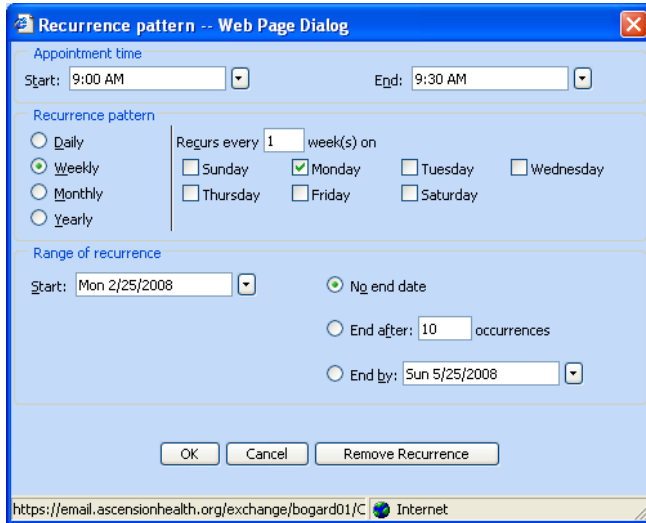 Recurrence pattern -- Web Page Dialog
Appointment time
Start: 9:00 AM End: 9:30 AM
Recurrence pattern
Daily Recurs every 1 week(s) on
Weekly Sunday Monday Tuesday Wednesday
Monthly Thursday Friday Saturday
Yearly
Range of recurrence
Start: Mon 2/25/2008 No end date
End after: 10 occurrences
End by: Sun 5/25/2008
OK Cancel Remove Recurrence
https://email.ascensionhealth.org/exchange/bogard01/C Internet